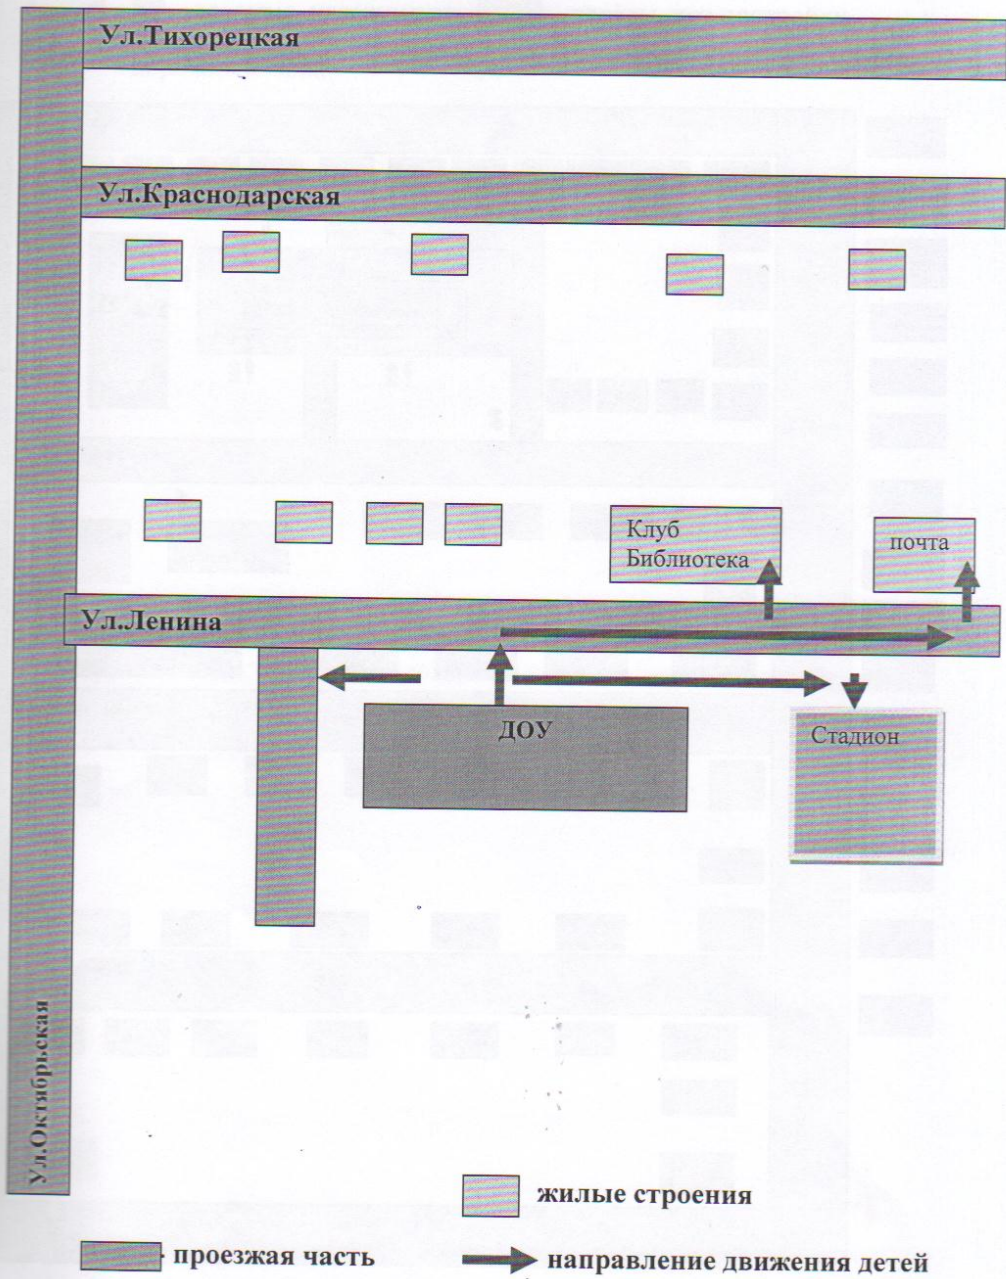 Ул.Тихорецкая
Ул.Краснодарская
Клуб
Библиотека
почта
Ул.Ленина
ДОУ
Стадион
Ул.Октябрьская
жилые строения
- проезжая часть
направление движения детей